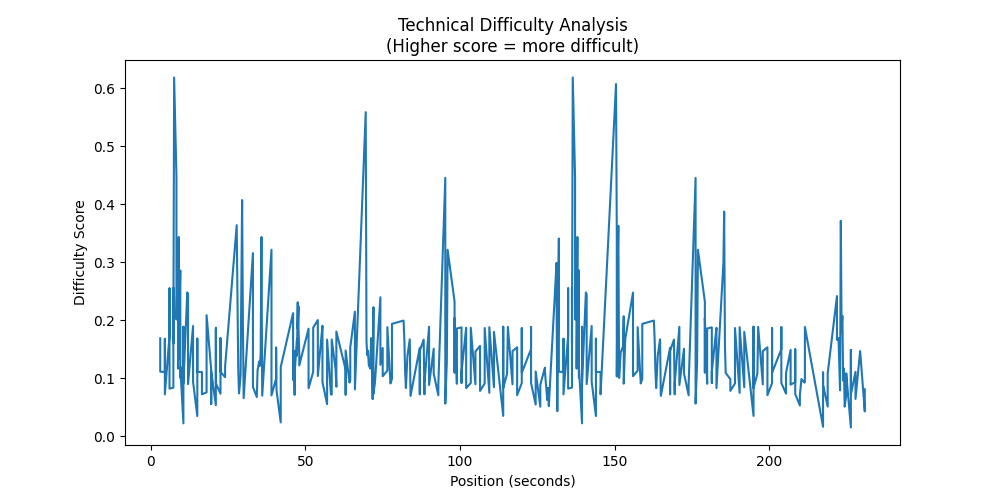 Technical Difficulty Analysis
(Higher score = more difficult)
Difficulty Score
0.6
0.5
0.4
0.3
0.2
0.1
0.0
0 50 100 150 200
Position (seconds)